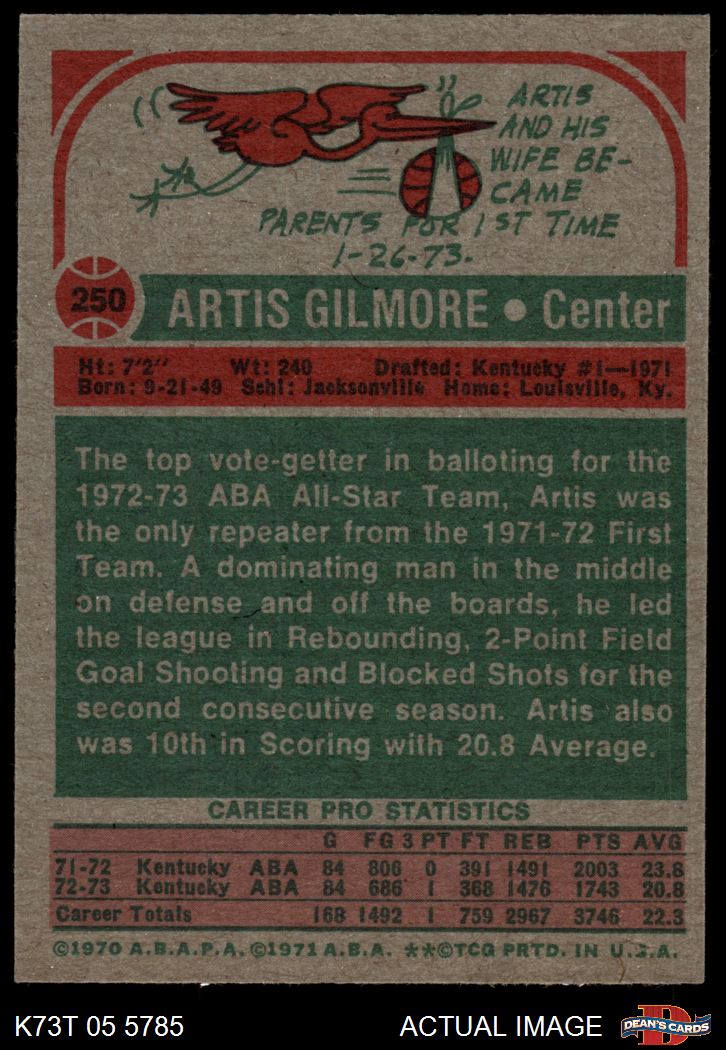 ARTIS
AND HIS
WIFE BE-
CAME
PARENTS FOR 1ST TIME
1-26-73.
250
ARTIS GILMORE • Center
Ht: 7'2" Wt: 240 Drafted: Kentucky #1—1971
Born: 9-21-49 Schl: Jacksonville Home: Louisville, Ky.
The top vote-getter in balloting for the
1972-73 ABA All-Star Team, Artis was
the only repeater from the 1971-72 First
Team. A dominating man in the middle
on defense and off the boards, he led
the league in Rebounding, 2-Point Field
Goal Shooting and Blocked Shots for the
second consecutive season. Artis also
was 10th in Scoring with 20.8 Average.
CAREER PRO STATISTICS
G FG 3 PT FT REB PTS AVG
71-72 Kentucky ABA 84 806 0 391 1491 2003 23.8
72-73 Kentucky ABA 84 686 1 368 1476 1743 20.8
Career Totals 168 1492 1 759 2967 3746 22.3
©1970 A.B.A.P.A. ©1971 A.B.A. **©TCG PRTD. IN U.S.A.
K73T 05 5785 ACTUAL IMAGE
D
DEAN'S CARDS